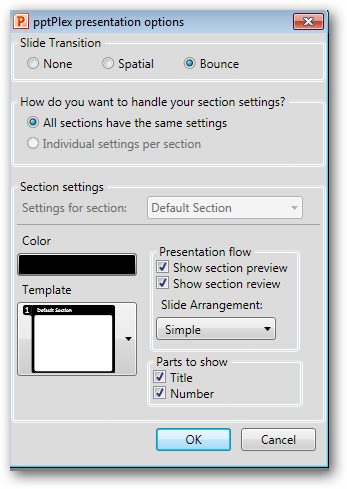 pptPlex presentation options
Slide Transition
None Spatial Bounce
How do you want to handle your section settings?
All sections have the same settings
Individual settings per section
Section settings
Settings for section: Default Section
Color
Template
1 Default Section
Presentation flow
Show section preview
Show section review
Slide Arrangement:
Simple
Parts to show
Title
Number
OK Cancel